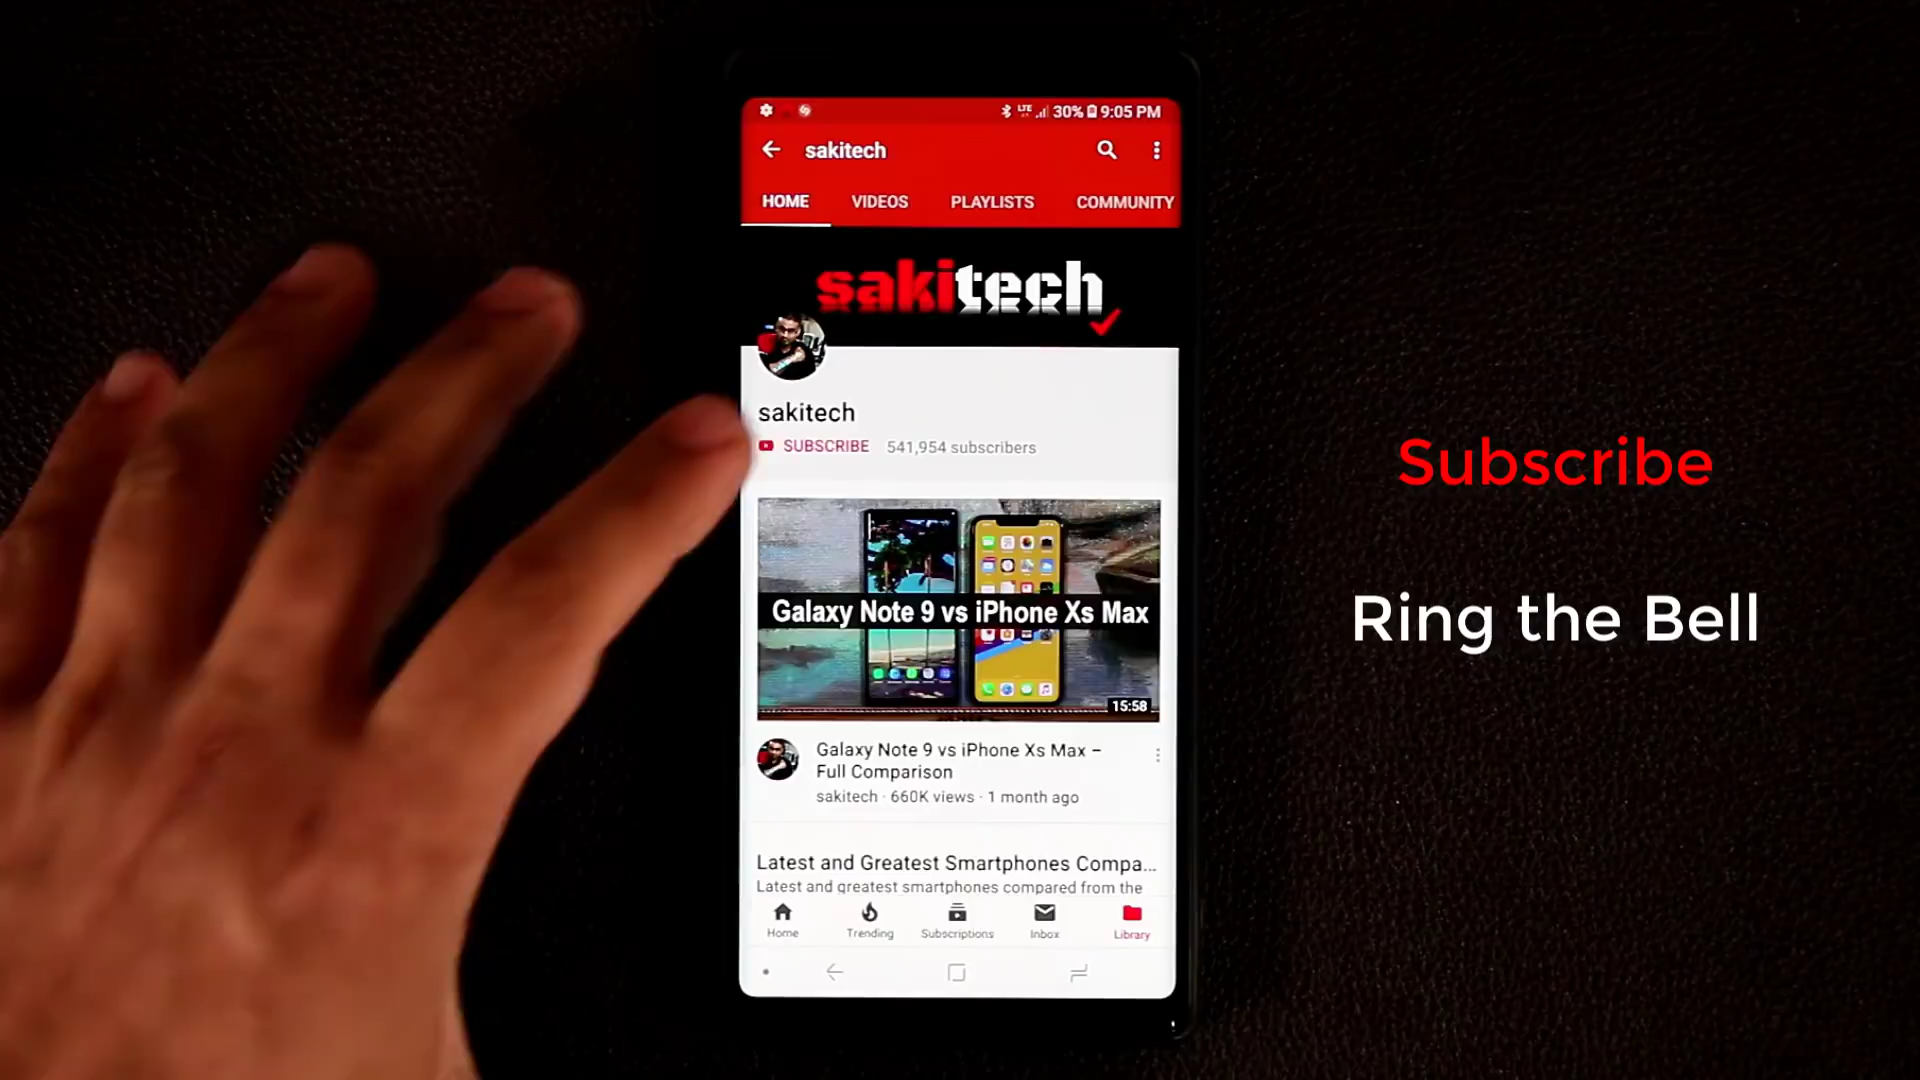 LTE 30% 9:05 PM
sakitech
HOME VIDEOS PLAYLISTS COMMUNITY
sakitech
sakitech
SUBSCRIBE 541,954 subscribers
Galaxy Note 9 vs iPhone Xs Max
15:58
Galaxy Note 9 vs iPhone Xs Max –
Full Comparison
sakitech · 660K views · 1 month ago
Latest and Greatest Smartphones Compa...
Latest and greatest smartphones compared from the
Home Trending Subscriptions Inbox Library
Subscribe
Ring the Bell